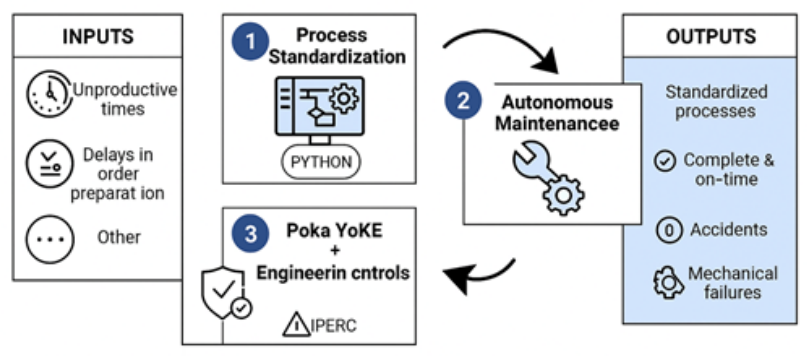 INPUTS
Unproductive
times
Delays in
order
preparat ion
Other
1
Process
Standardization
PYTHON
2
Autonomous
Maintenancee
3
Poka YoKE
+
Engineerin cntrols
IPERC
OUTPUTS
Standardized
processes
Complete &
on-time
0 Accidents
Mechanical
failures